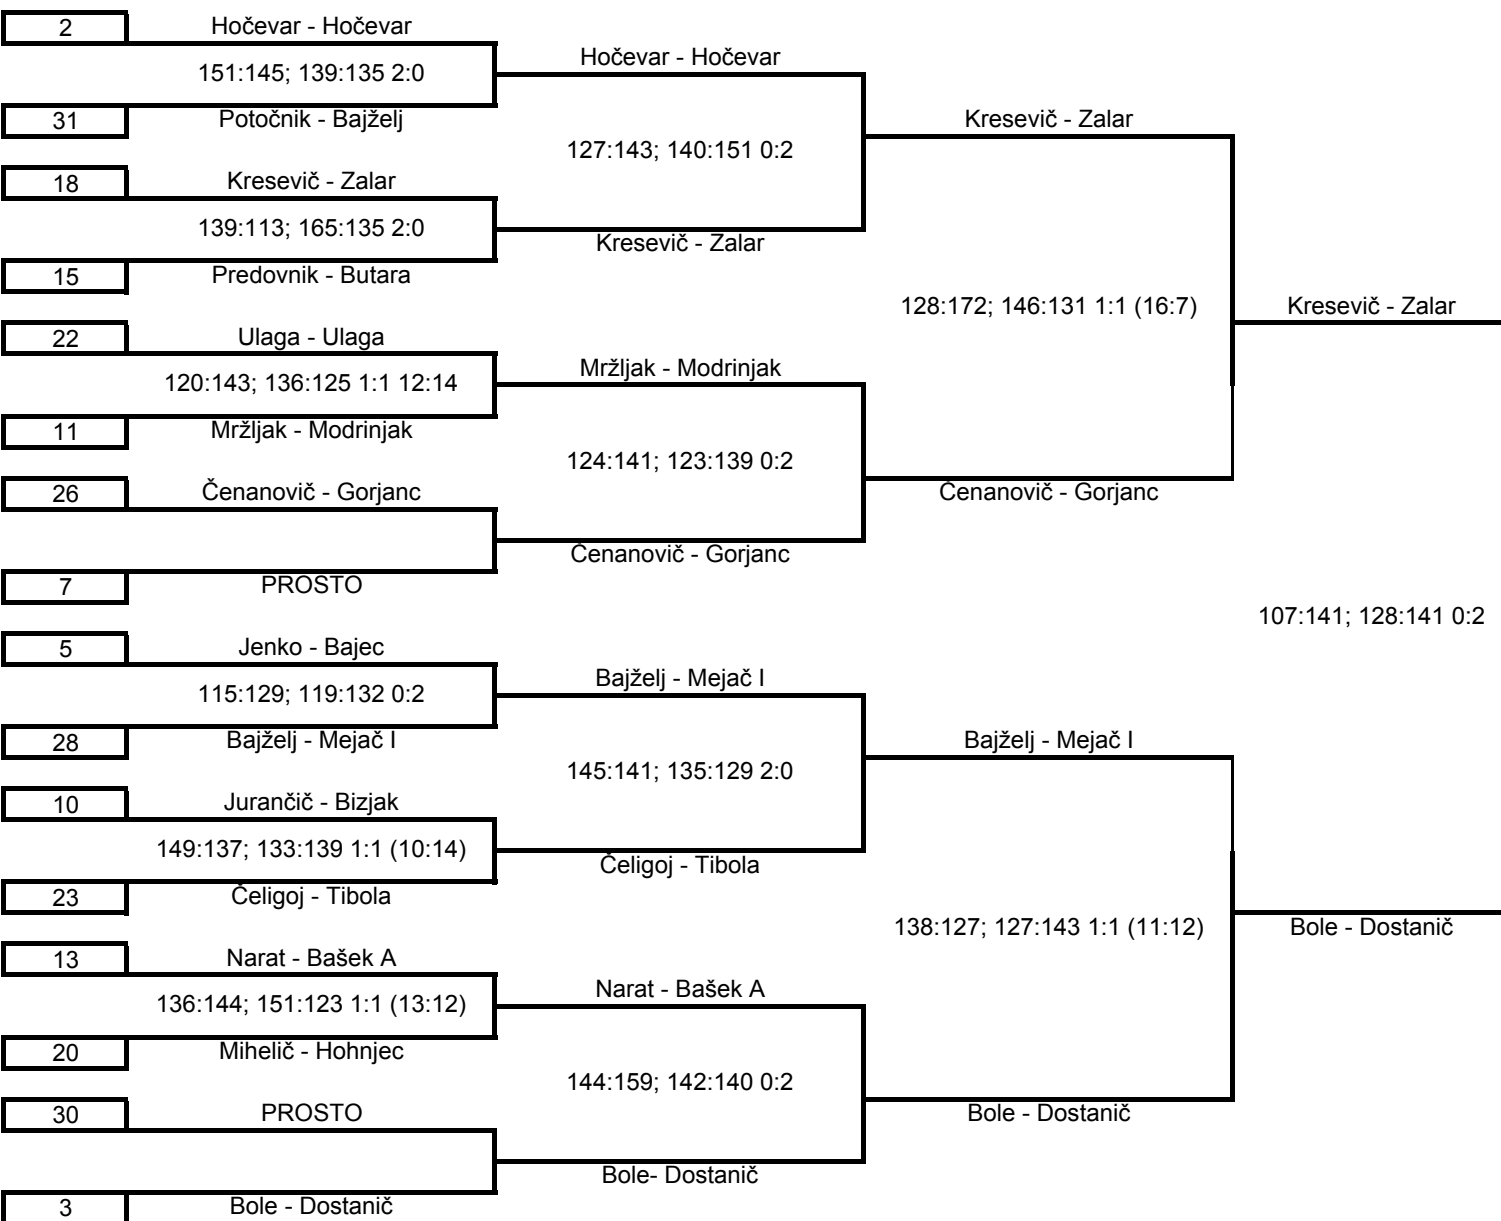 2
Hočevar - Hočevar
151:145; 139:135 2:0
31
Potočnik - Bajželj
18
Kresevič - Zalar
139:113; 165:135 2:0
15
Predovnik - Butara
22
Ulaga - Ulaga
120:143; 136:125 1:1 12:14
11
Mržljak - Modrinjak
26
Čenanovič - Gorjanc
7
PROSTO
5
Jenko - Bajec
115:129; 119:132 0:2
28
Bajželj - Mejač I
10
Jurančič - Bizjak
149:137; 133:139 1:1 (10:14)
23
Čeligoj - Tibola
13
Narat - Bašek A
136:144; 151:123 1:1 (13:12)
20
Mihelič - Hohnjec
30
PROSTO
3
Bole - Dostanič
Hočevar - Hočevar
127:143; 140:151 0:2
Kresevič - Zalar
Mržljak - Modrinjak
124:141; 123:139 0:2
Čenanovič - Gorjanc
Bajželj - Mejač I
145:141; 135:129 2:0
Čeligoj - Tibola
Narat - Bašek A
144:159; 142:140 0:2
Bole- Dostanič
Kresevič - Zalar
128:172; 146:131 1:1 (16:7)
Čenanovič - Gorjanc
Bajželj - Mejač I
138:127; 127:143 1:1 (11:12)
Bole - Dostanič
Kresevič - Zalar
107:141; 128:141 0:2
Bole - Dostanič